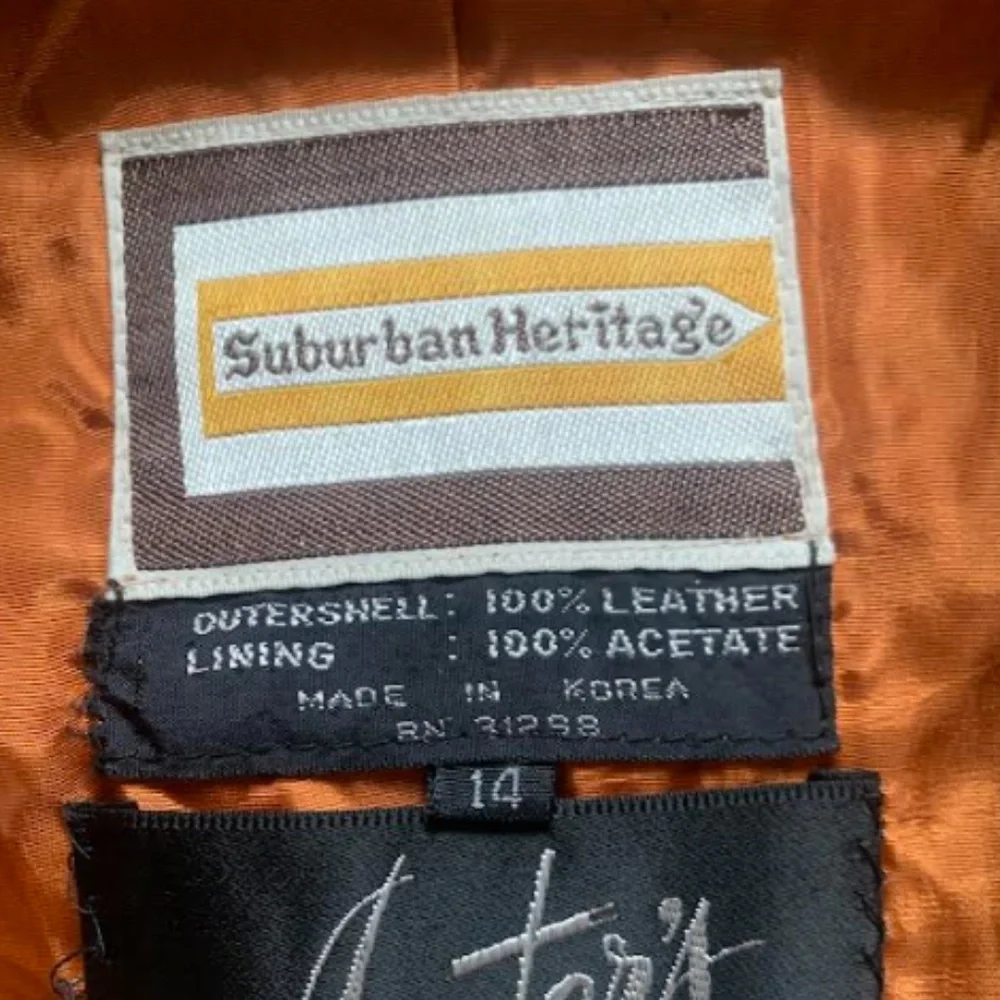 Suburban Heritage
OUTERSHELL: 100% LEATHER
LINING : 100% ACETATE
MADE IN KOREA
RN 31298
14